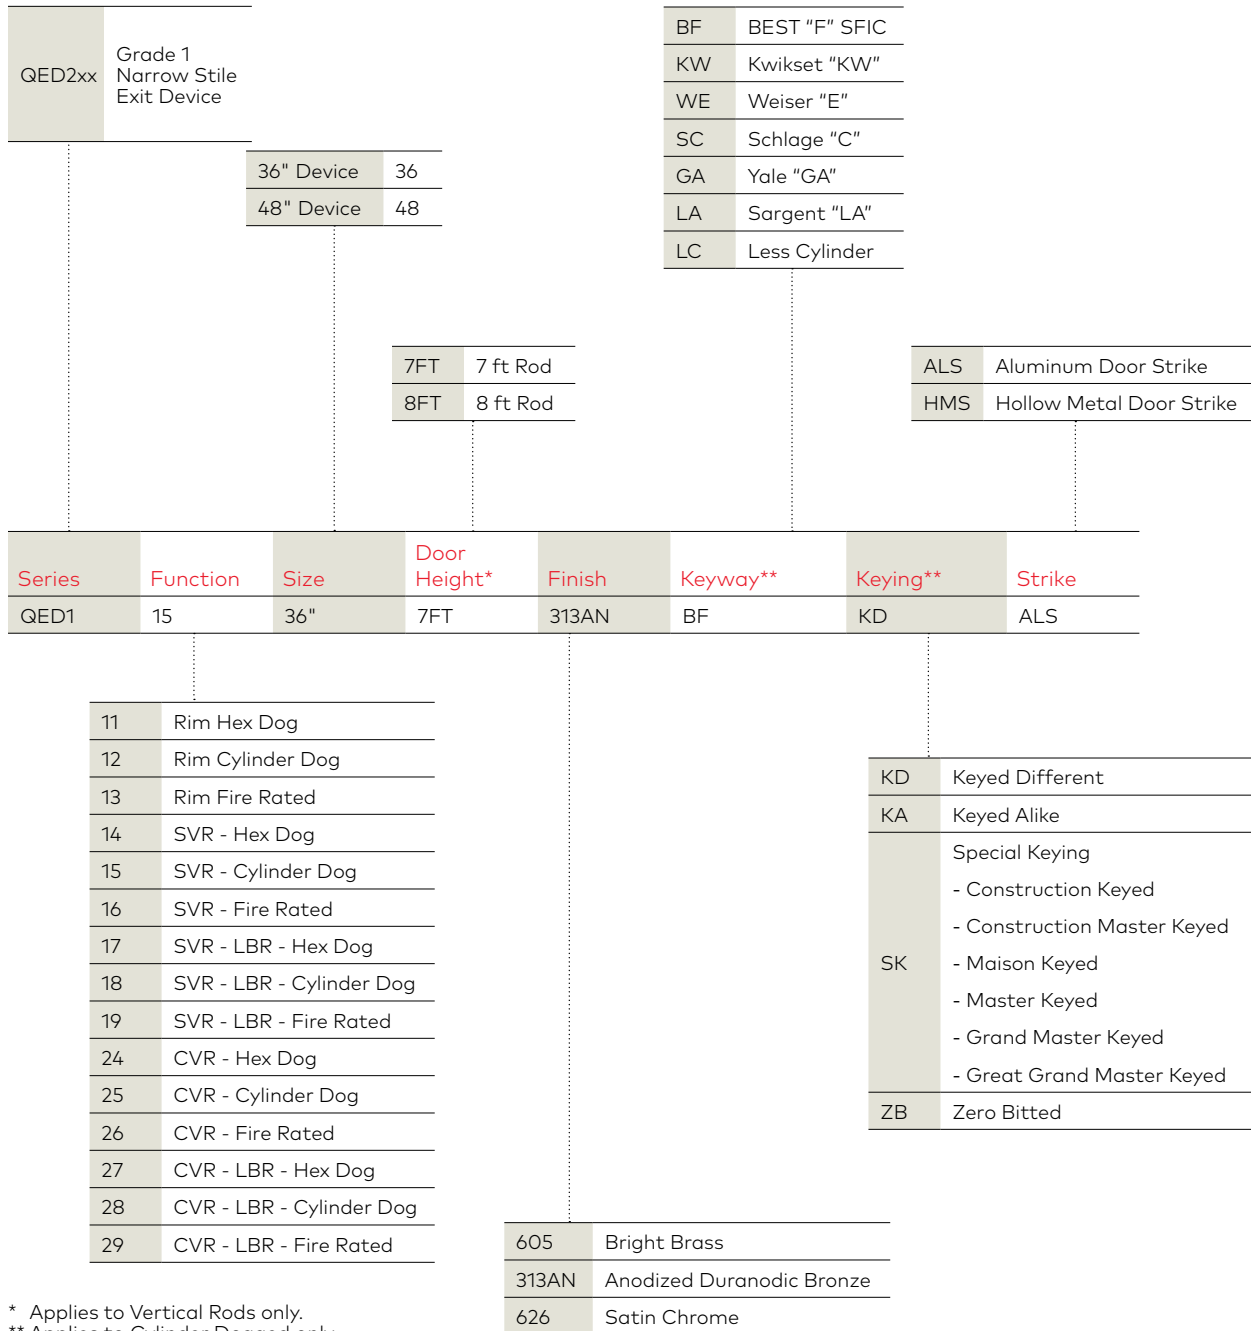 QED2xx
Grade 1
Narrow Stile
Exit Device
36" Device 36
48" Device 48
BF BEST “F” SFIC
KW Kwikset “KW”
WE Weiser “E”
SC Schlage “C”
GA Yale “GA”
LA Sargent “LA”
LC Less Cylinder
7FT 7 ft Rod
8FT 8 ft Rod
ALS Aluminum Door Strike
HMS Hollow Metal Door Strike
Series Function Size Door Height* Finish Keyway** Keying** Strike
QED1 15 36" 7FT 313AN BF KD ALS
11 Rim Hex Dog
12 Rim Cylinder Dog
13 Rim Fire Rated
14 SVR - Hex Dog
15 SVR - Cylinder Dog
16 SVR - Fire Rated
17 SVR - LBR - Hex Dog
18 SVR - LBR - Cylinder Dog
19 SVR - LBR - Fire Rated
24 CVR - Hex Dog
25 CVR - Cylinder Dog
26 CVR - Fire Rated
27 CVR - LBR - Hex Dog
28 CVR - LBR - Cylinder Dog
29 CVR - LBR - Fire Rated
KD Keyed Different
KA Keyed Alike
SK
Special Keying
- Construction Keyed
- Construction Master Keyed
- Maison Keyed
- Master Keyed
- Grand Master Keyed
- Great Grand Master Keyed
ZB Zero Bitted
605 Bright Brass
313AN Anodized Duranodic Bronze
626 Satin Chrome
* Applies to Vertical Rods only.
** Applies to Cylinder Dogged only